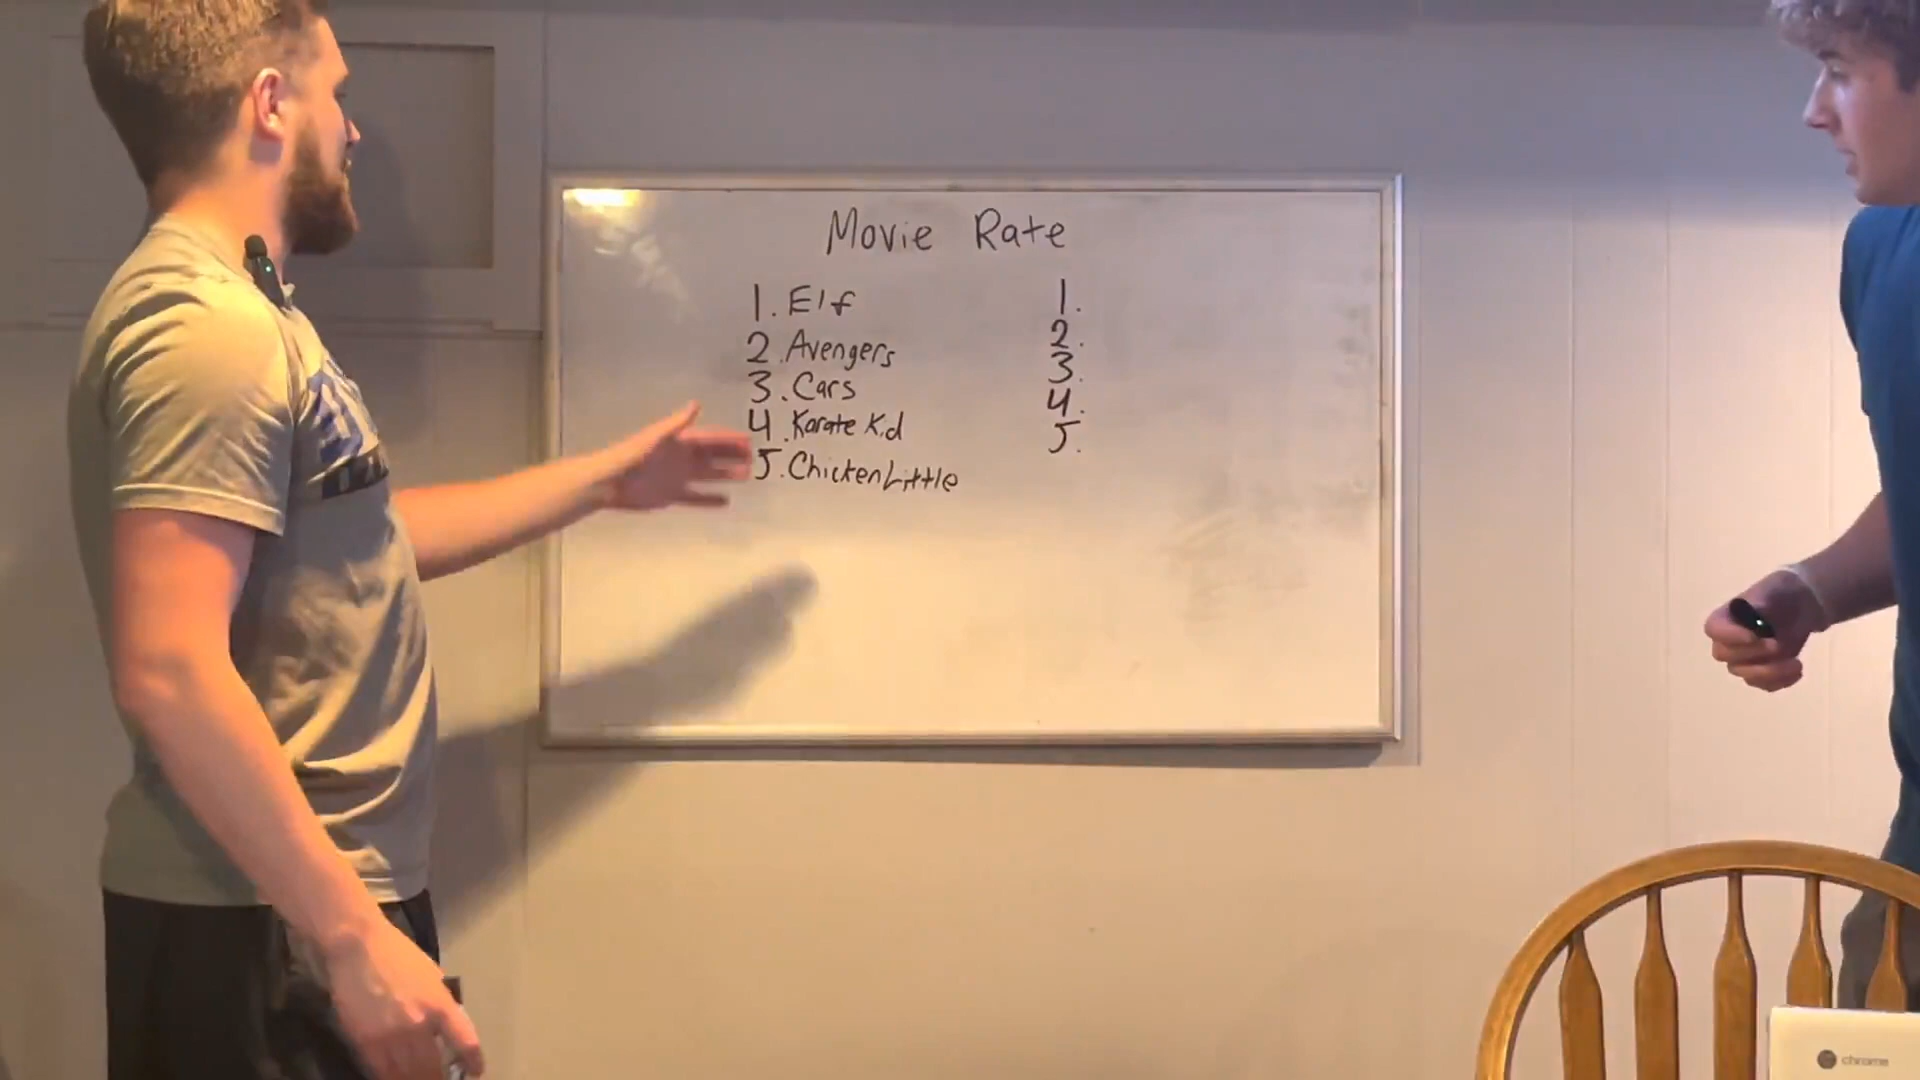 Movie Rate
1. Elf
2. Avengers
3. Cars
4. Karate Kid
5. Chicken Little
1.
2.
3.
4.
5.
chrome